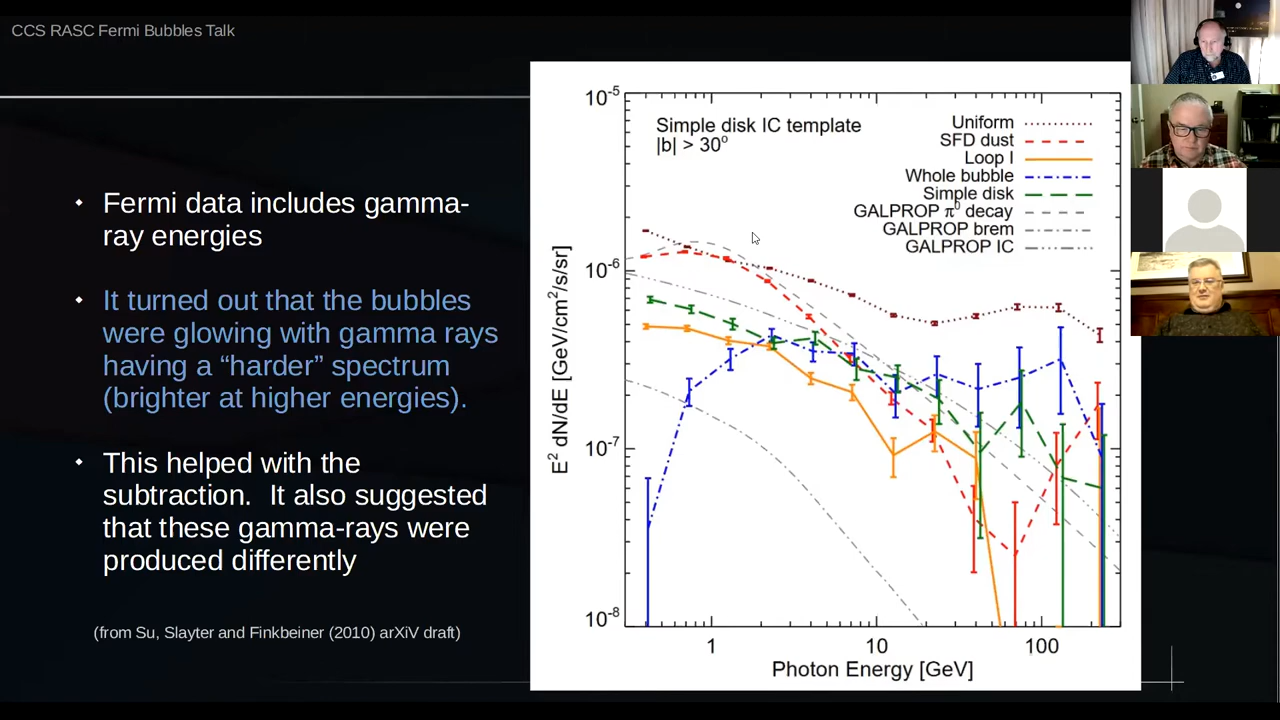 CCS RASC Fermi Bubbles Talk
• Fermi data includes gamma-
ray energies
• It turned out that the bubbles
were glowing with gamma rays
having a “harder” spectrum
(brighter at higher energies).
• This helped with the
subtraction.  It also suggested
that these gamma-rays were
produced differently
(from Su, Slayter and Finkbeiner (2010) arXiV draft)
Simple disk IC template
|b| > 30°
Uniform
SFD dust
Loop I
Whole bubble
Simple disk
GALPROP π⁰ decay
GALPROP brem
GALPROP IC
E² dN/dE [GeV/cm²/s/sr]
10⁻⁵
10⁻⁶
10⁻⁷
10⁻⁸
1
10
100
Photon Energy [GeV]